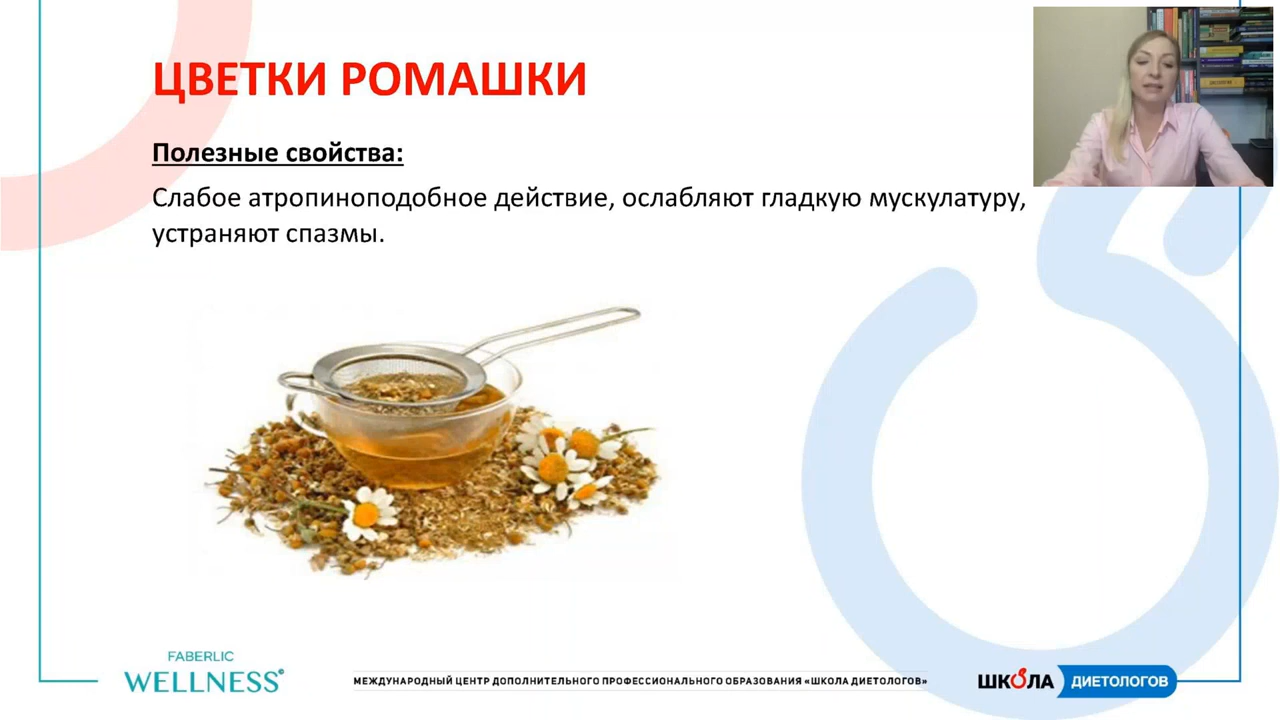 ЦВЕТКИ РОМАШКИ
Полезные свойства:
Слабое атропиноподобное действие, ослабляют гладкую мускулатуру,
устраняют спазмы.
FABERLIC
WELLNESS
МЕЖДУНАРОДНЫЙ ЦЕНТР ДОПОЛНИТЕЛЬНОГО ПРОФЕССИОНАЛЬНОГО ОБРАЗОВАНИЯ «ШКОЛА ДИЕТОЛОГОВ»
ШКОЛА ДИЕТОЛОГОВ